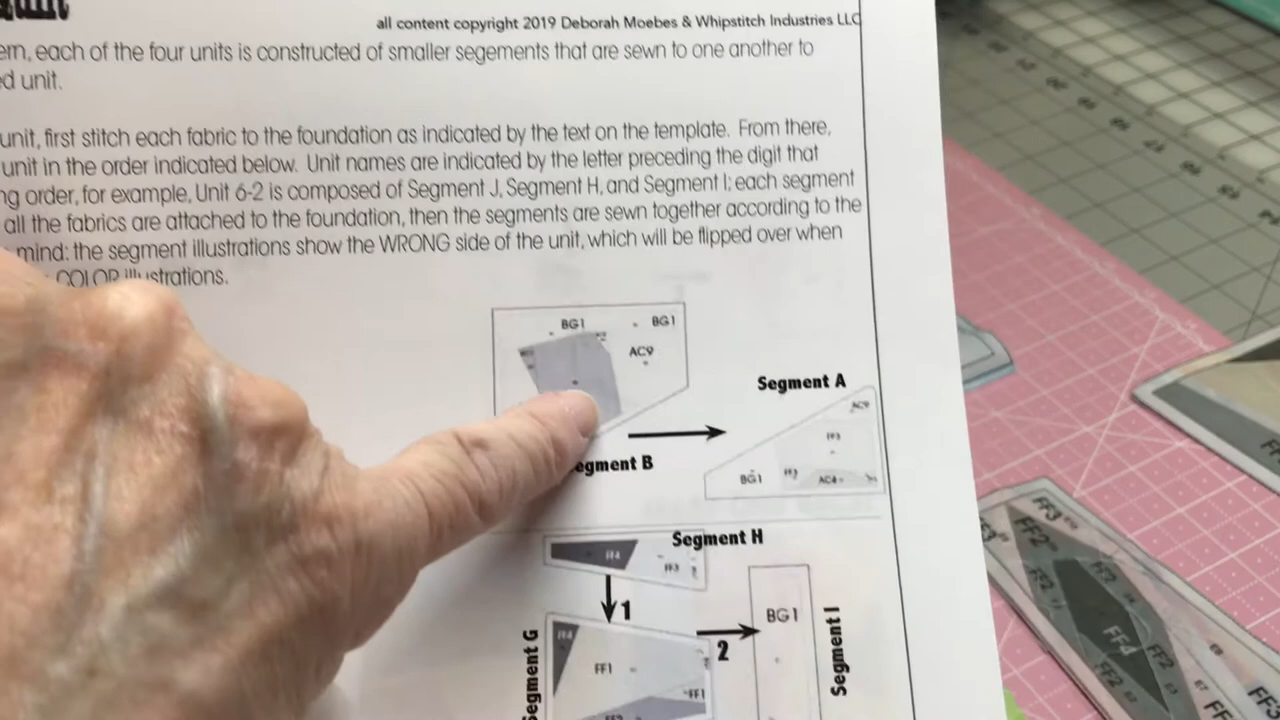 all content copyright 2019 Deborah Moebes & Whipstitch Industries LLC
em, each of the four units is constructed of smaller segements that are sewn to one another to
ed unit.
unit, first stitch each fabric to the foundation as indicated by the text on the template. From there,
unit in the order indicated below. Unit names are indicated by the letter preceding the digit that
ng order, for example, Unit 6-2 is composed of Segment J, Segment H, and Segment I; each segment
all the fabrics are attached to the foundation, then the segments are sewn together according to the
mind: the segment illustrations show the WRONG side of the unit, which will be flipped over when
COLOR illustrations.
BG1
BG1
AC9
Segment A
AC9
FF3
egment B
BG1
FF3
AC4
Segment H
FF4
FF3
1
BG1
2
Segment I
Segment G
FF4
FF1
FF1
FF3
FF2
FF2
FF2
FF4
FF2
FF2